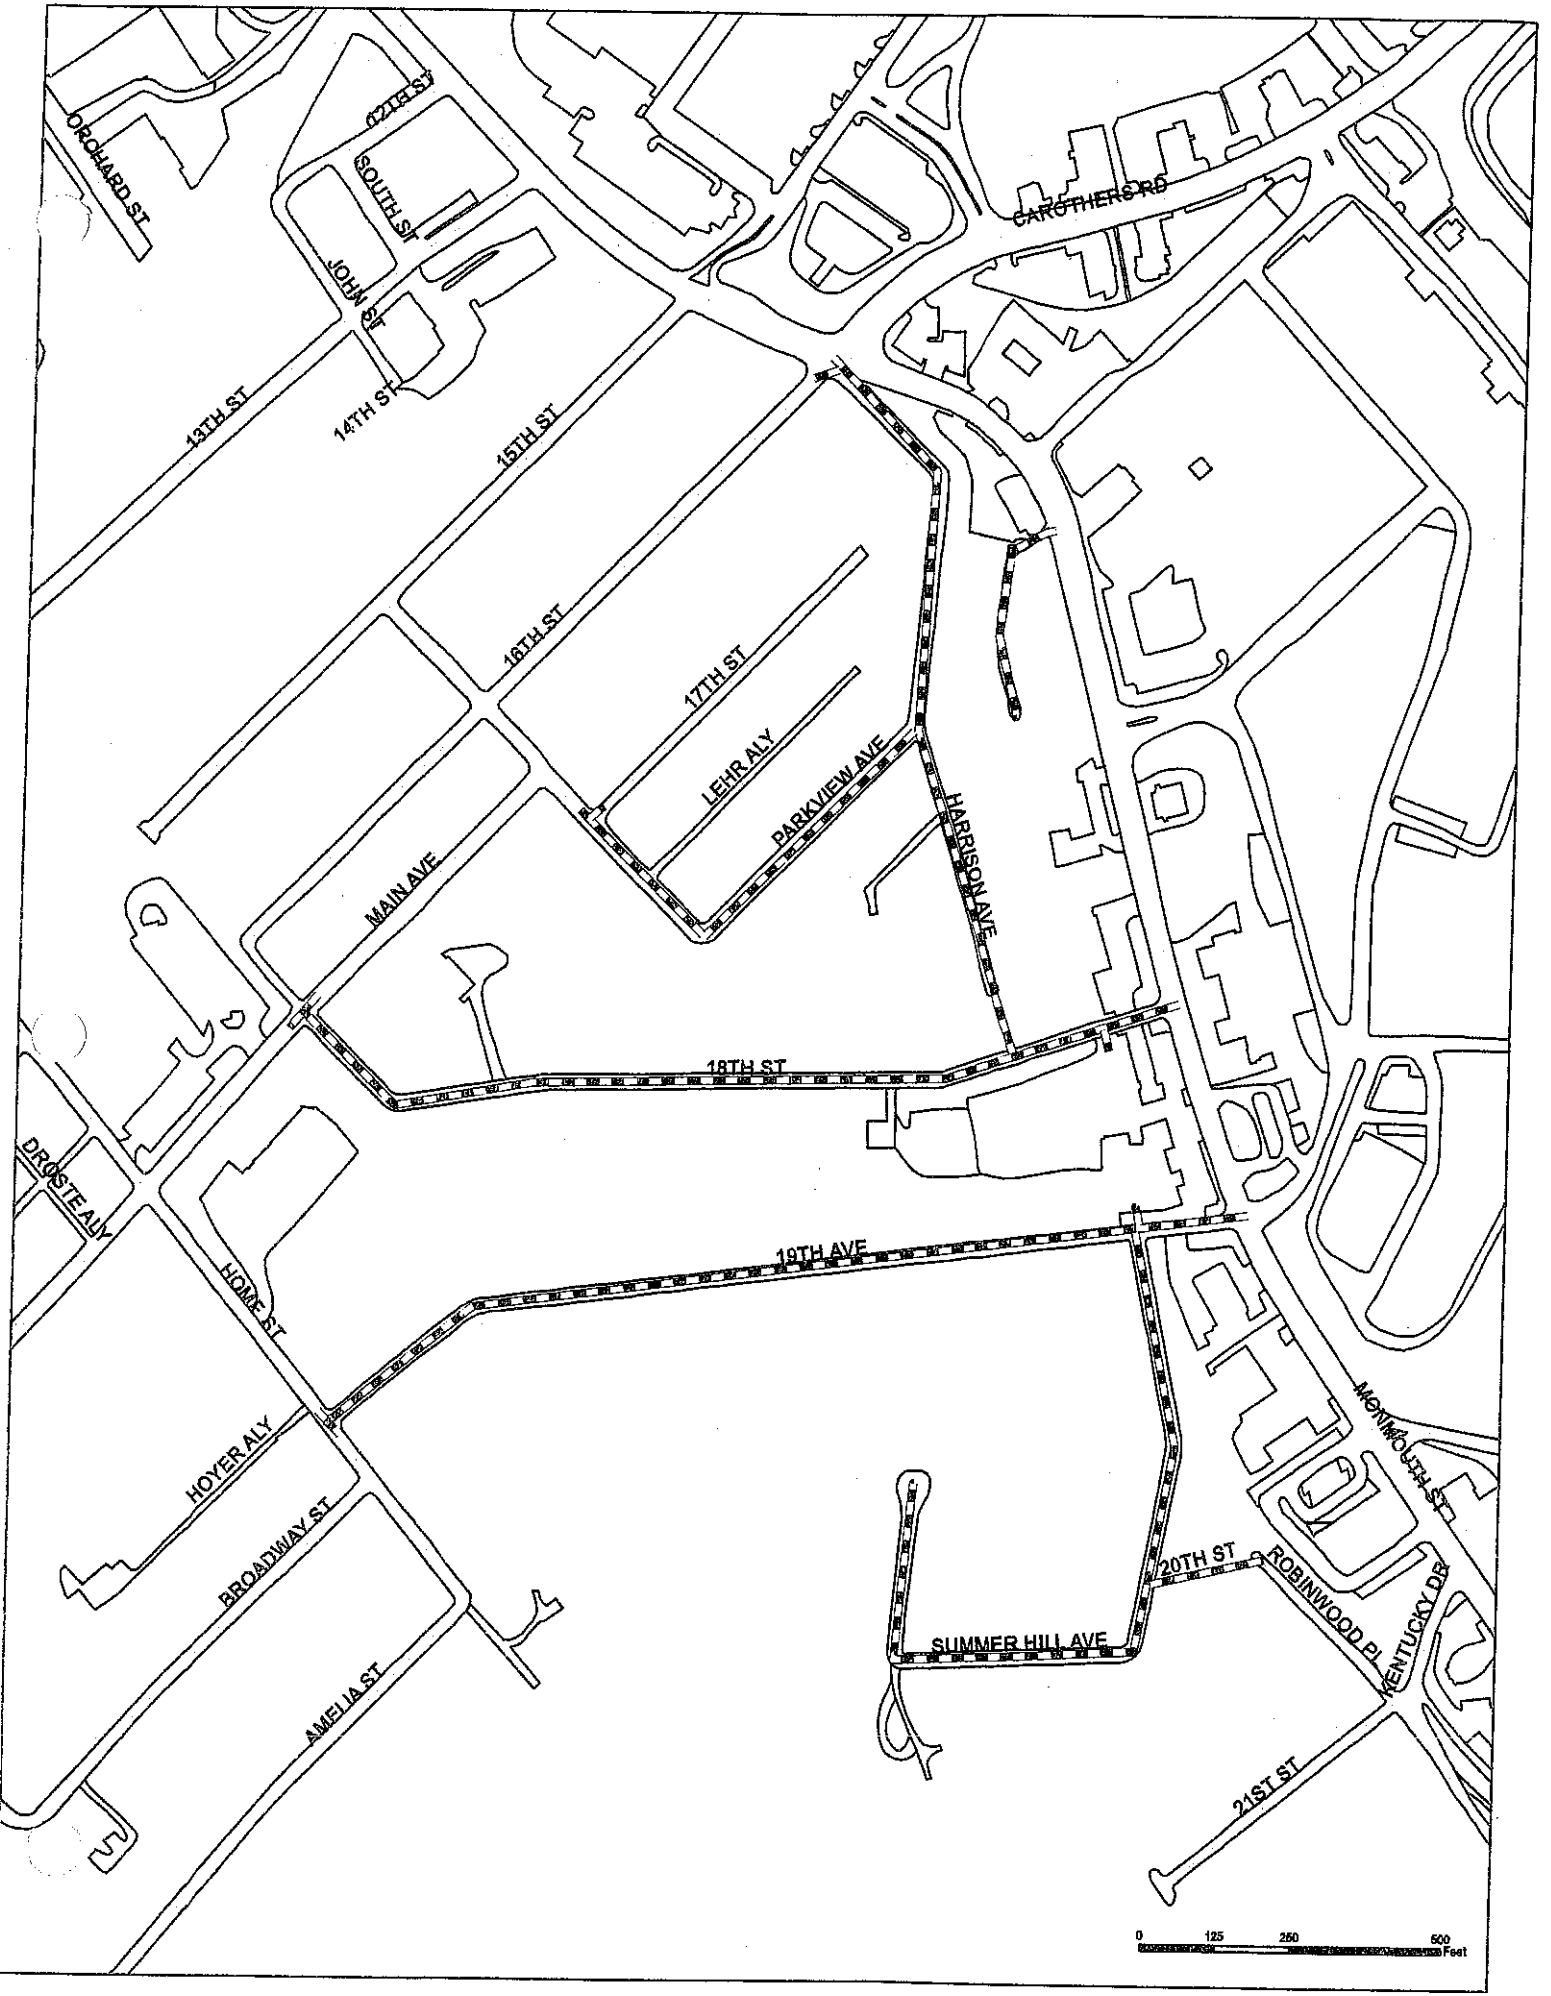 12TH ST
ORCHARD ST
SOUTH ST
CAROTHERS RD
JOHN ST
13TH ST
14TH ST
15TH ST
16TH ST
17TH ST
LEHR ALY
PARKVIEW AVE
HARRISON AVE
MAIN AVE
18TH ST
DROSTE ALY
19TH AVE
HOME ST
HOYER ALY
MONMOUTH ST
BROADWAY ST
20TH ST
ROBINWOOD PL
KENTUCKY DR
SUMMER HILL AVE
AMELIA ST
21ST ST
0 125 250 500
Feet